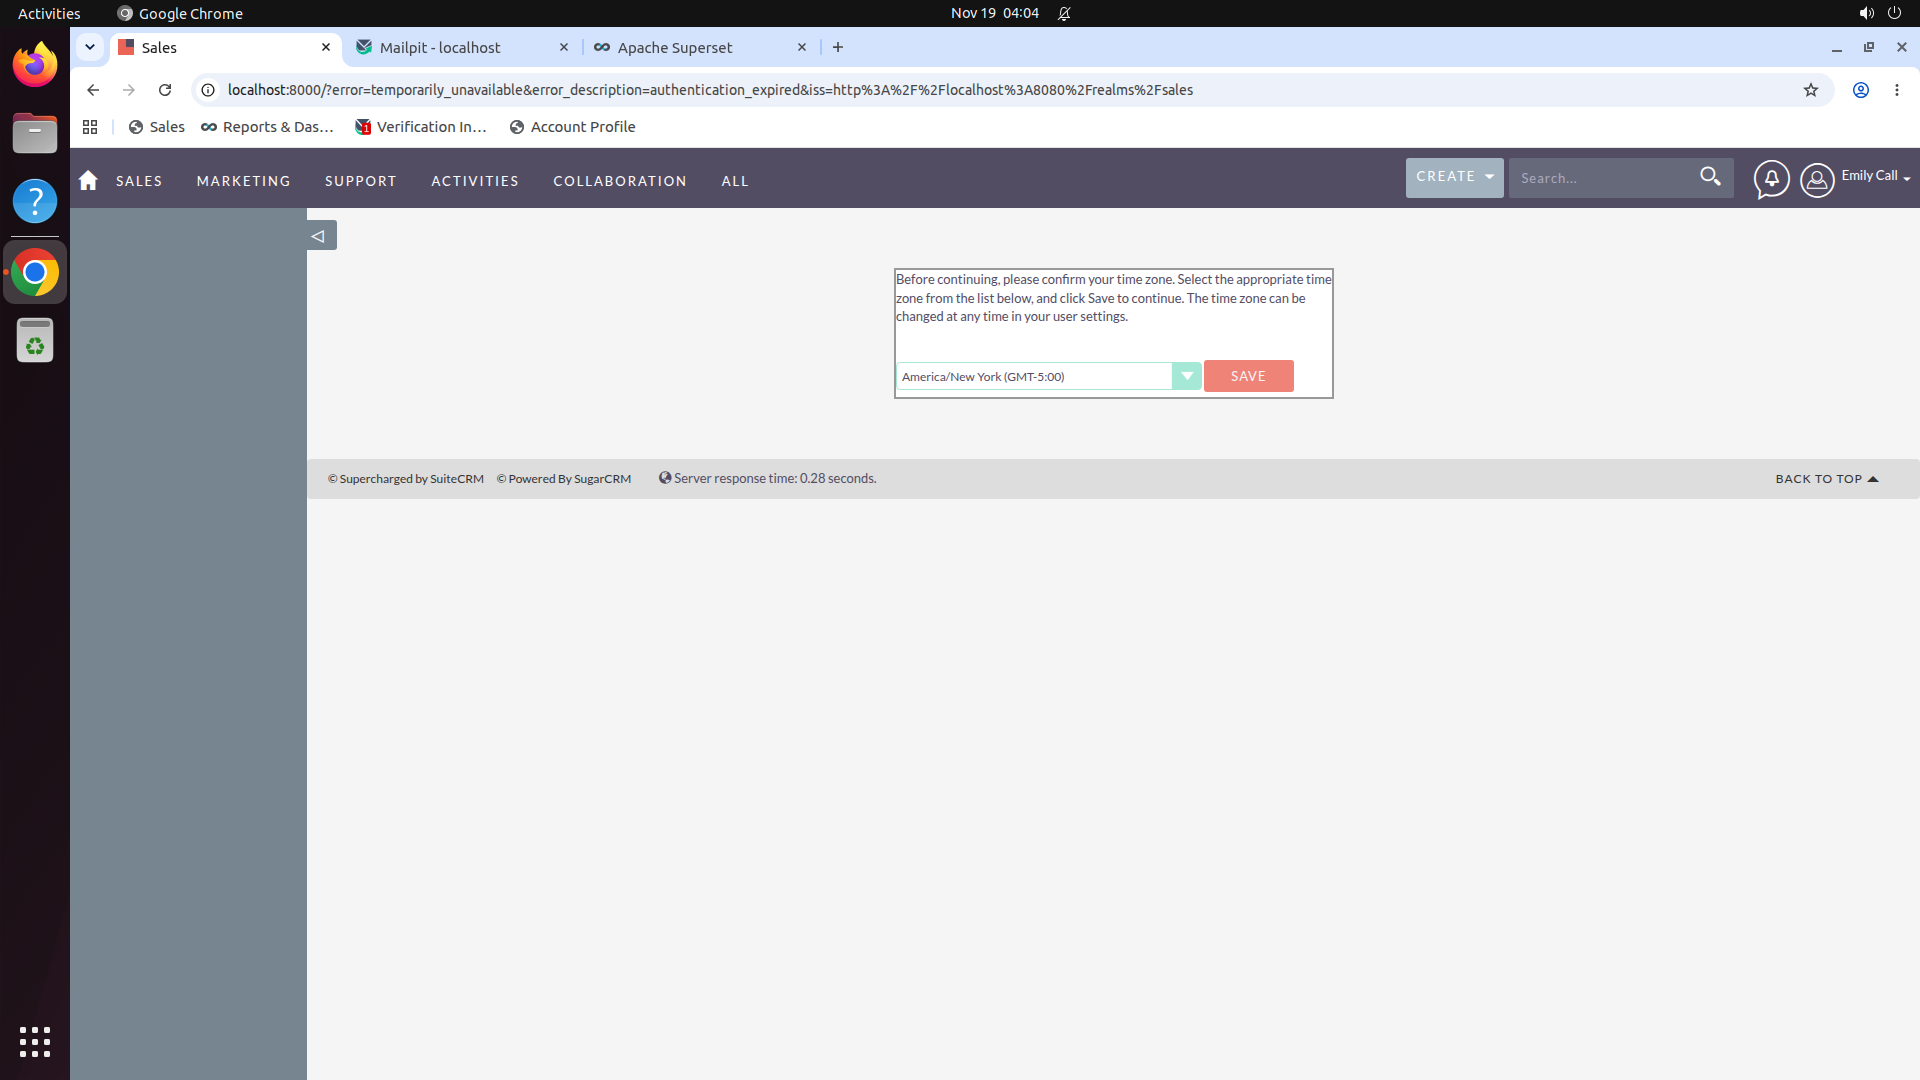 Activities
Google Chrome
Nov 19 04:04
Sales
Mailpit - localhost
Apache Superset
localhost:8000/?error=temporarily_unavailable&error_description=authentication_expired&iss=http%3A%2F%2Flocalhost%3A8080%2Frealms%2Fsales
Sales
Reports & Das...
1
Verification In...
Account Profile
SALES
MARKETING
SUPPORT
ACTIVITIES
COLLABORATION
ALL
CREATE
Search...
Emily Call
Before continuing, please confirm your time zone. Select the appropriate time
zone from the list below, and click Save to continue. The time zone can be
changed at any time in your user settings.
America/New York (GMT-5:00)
SAVE
© Supercharged by SuiteCRM
© Powered By SugarCRM
Server response time: 0.28 seconds.
BACK TO TOP